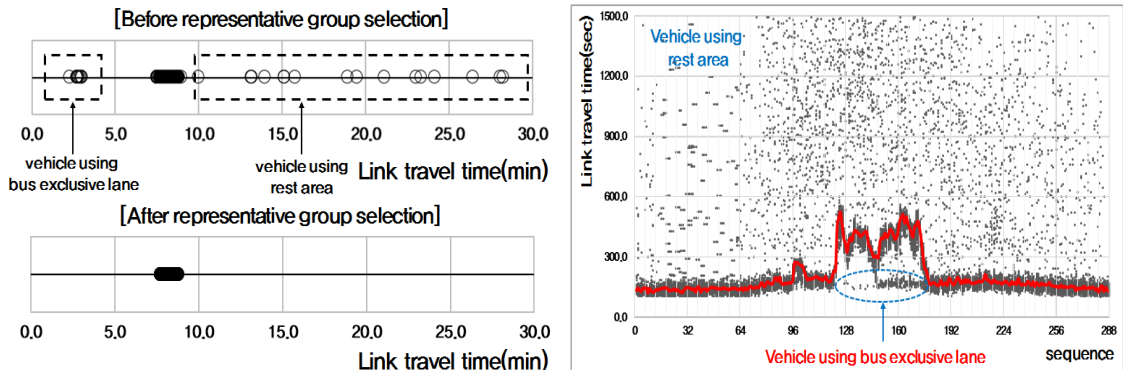 [Before representative group selection]
0.0 5.0 10.0 15.0 20.0 25.0 30.0
vehicle using
bus exclusive lane
vehicle using
rest area
Link travel time(min)
[After representative group selection]
0.0 5.0 10.0 15.0 20.0 25.0 30.0
Link travel time(min)
Link travel time(sec)
1500.0
1200.0
900.0
600.0
300.0
0.0
Vehicle using
rest area
0 32 64 96 128 160 192 224 256 288
Vehicle using bus exclusive lane
sequence